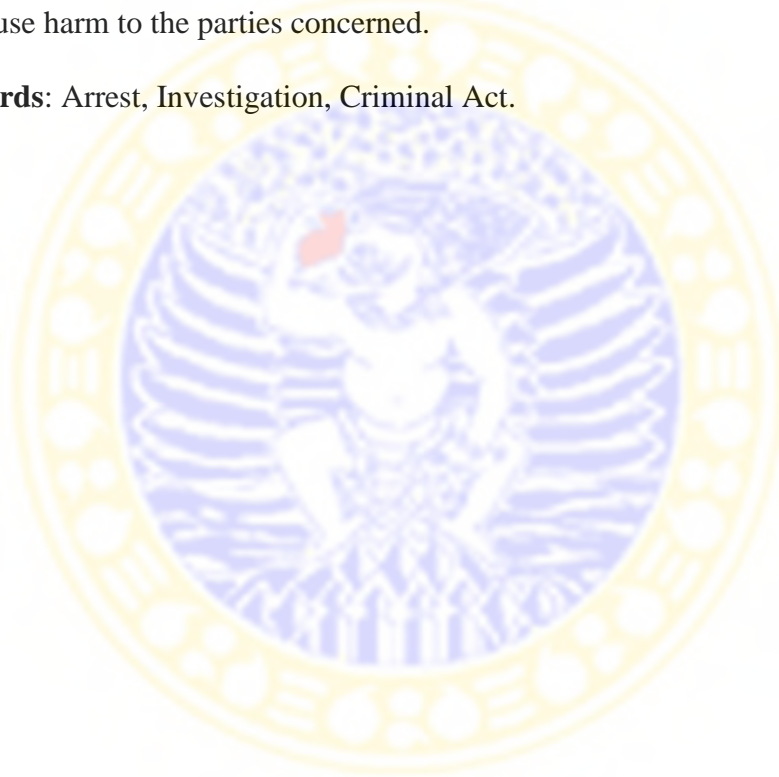 use harm to the parties concerned.
rds: Arrest, Investigation, Criminal Act.